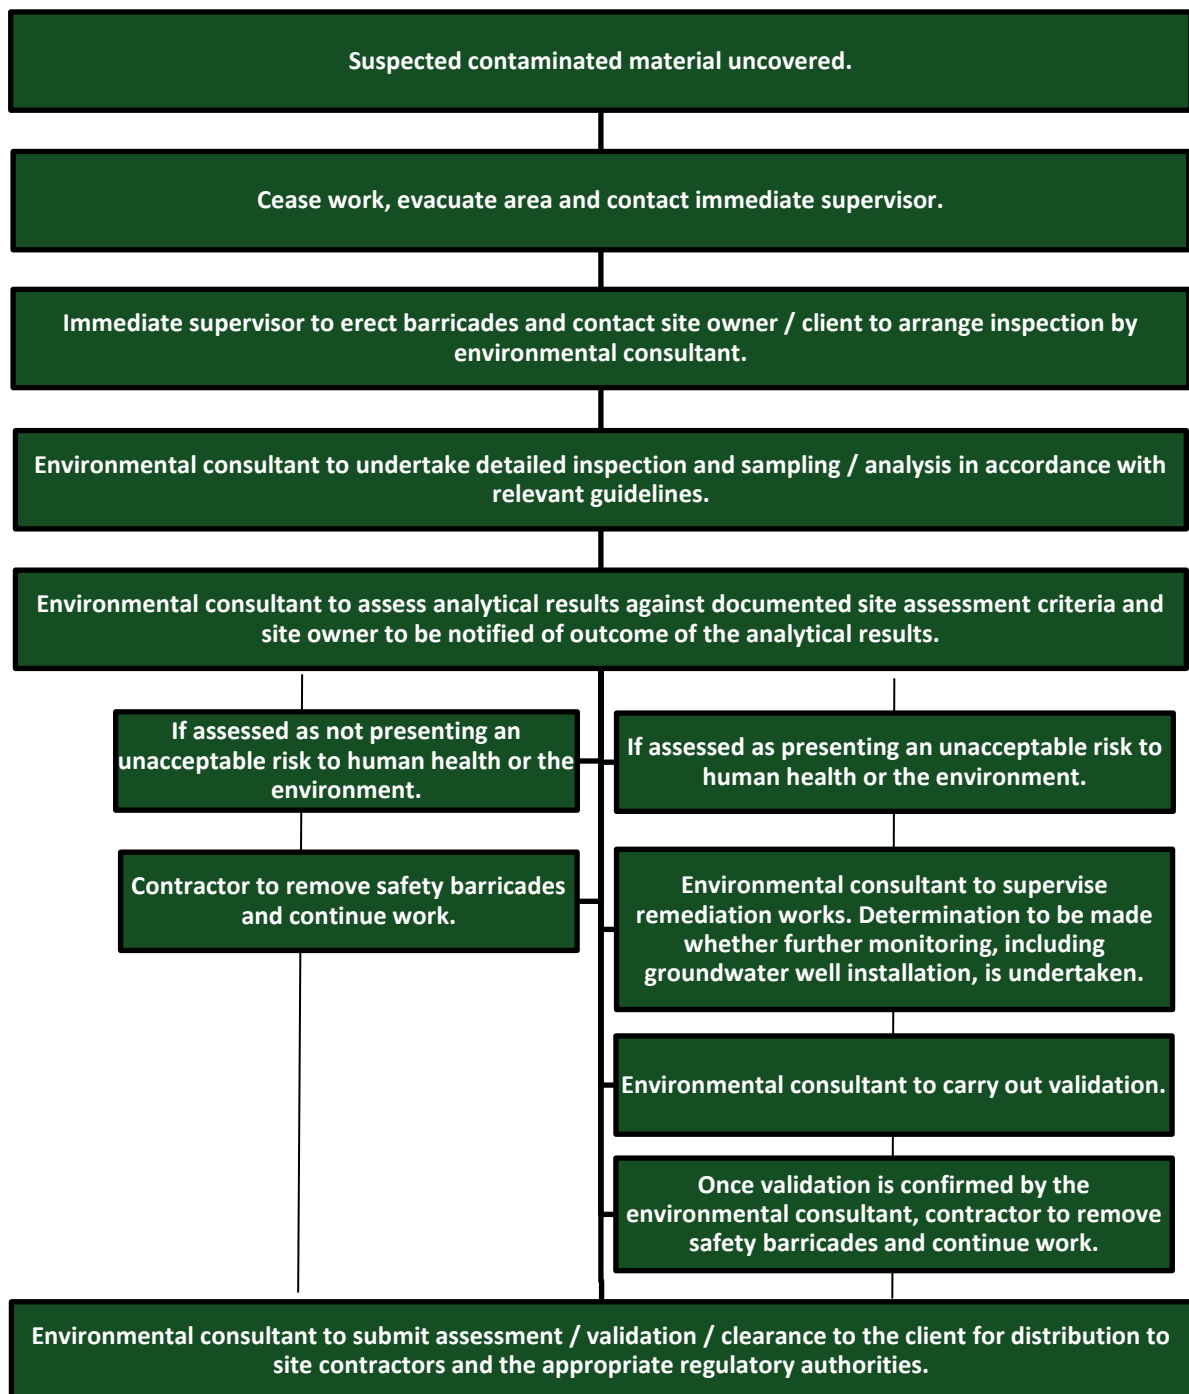 Suspected contaminated material uncovered.
Cease work, evacuate area and contact immediate supervisor.
Immediate supervisor to erect barricades and contact site owner / client to arrange inspection by
environmental consultant.
Environmental consultant to undertake detailed inspection and sampling / analysis in accordance with
relevant guidelines.
Environmental consultant to assess analytical results against documented site assessment criteria and
site owner to be notified of outcome of the analytical results.
If assessed as not presenting an
unacceptable risk to human health or the
environment.
Contractor to remove safety barricades
and continue work.
If assessed as presenting an unacceptable risk to
human health or the environment.
Environmental consultant to supervise
remediation works. Determination to be made
whether further monitoring, including
groundwater well installation, is undertaken.
Environmental consultant to carry out validation.
Once validation is confirmed by the
environmental consultant, contractor to remove
safety barricades and continue work.
Environmental consultant to submit assessment / validation / clearance to the client for distribution to
site contractors and the appropriate regulatory authorities.